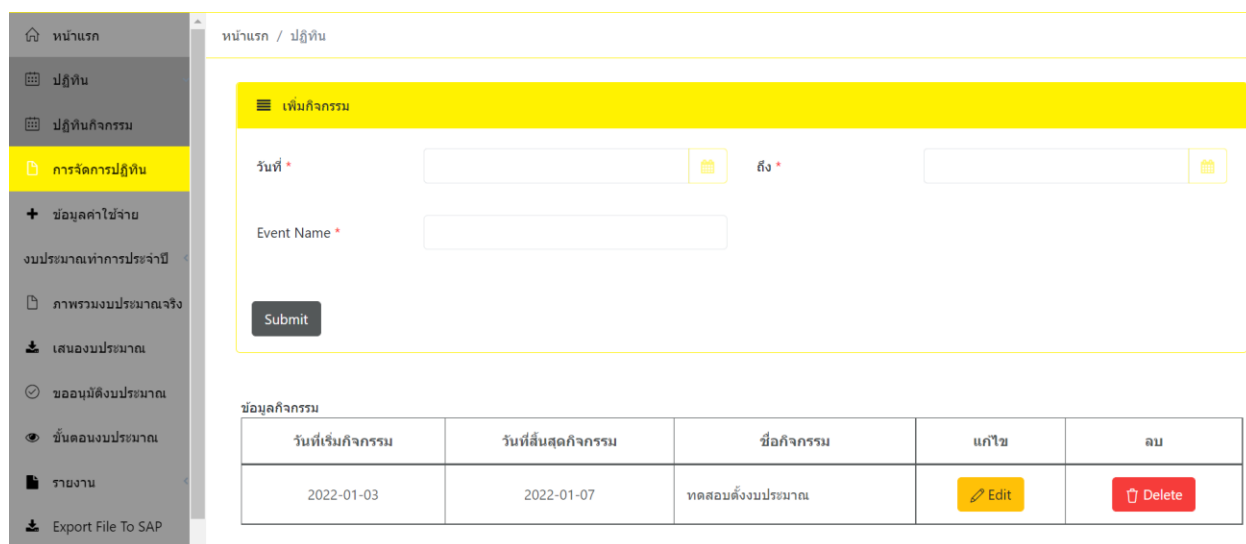 หน้าแรก
ปฏิทิน
ปฏิทินกิจกรรม
การจัดการปฏิทิน
ข้อมูลค่าใช้จ่าย
งบประมาณทำการประจำปี
ภาพรวมงบประมาณจริง
เสนองบประมาณ
ขออนุมัติงบประมาณ
ขั้นตอนงบประมาณ
รายงาน
Export File To SAP
หน้าแรก / ปฏิทิน
เพิ่มกิจกรรม
วันที่ * ถึง *
Event Name *
Submit
ข้อมูลกิจกรรม
วันที่เริ่มกิจกรรม วันที่สิ้นสุดกิจกรรม ชื่อกิจกรรม แก้ไข ลบ
2022-01-03 2022-01-07 ทดสอบตั้งงบประมาณ Edit Delete